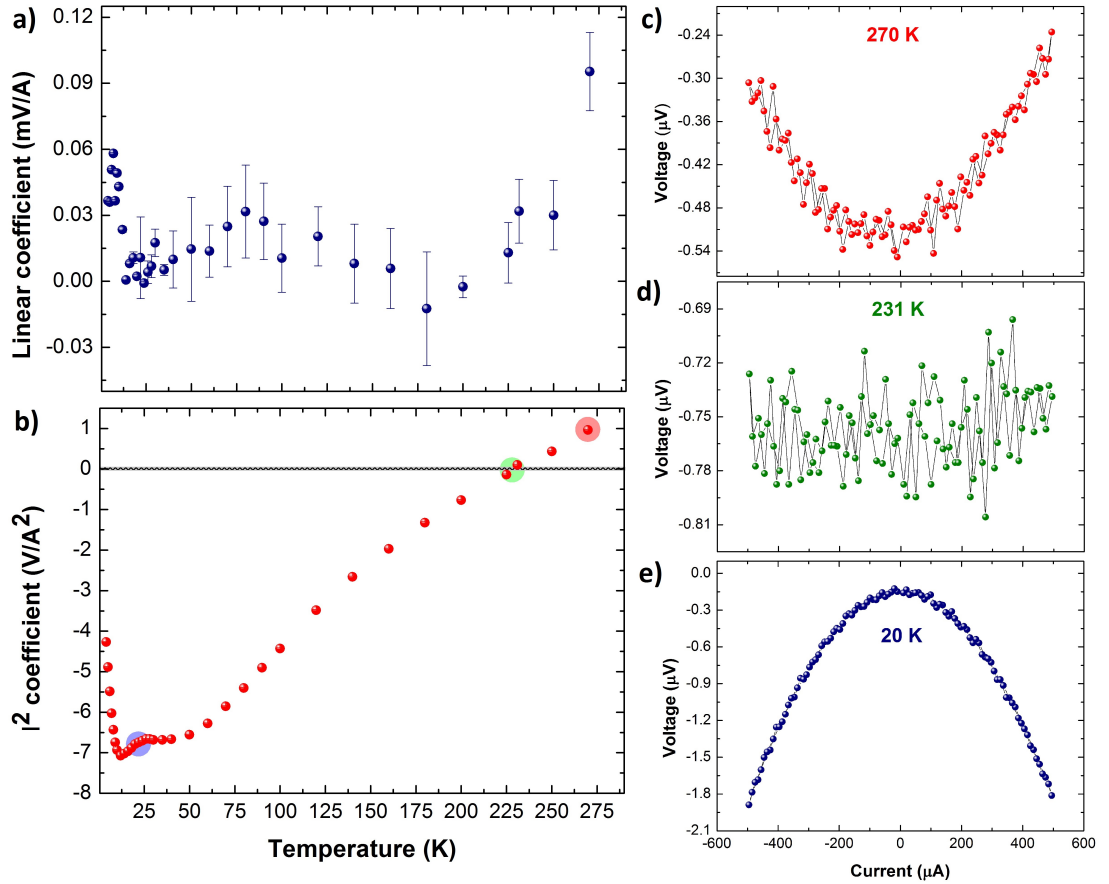 a)
Linear coefficient (mV/A)
0.12
0.09
0.06
0.03
0.00
-0.03
b)
I² coefficient (V/A²)
1
0
-1
-2
-3
-4
-5
-6
-7
-8
25 50 75 100 125 150 175 200 225 250 275
Temperature (K)
c)
270 K
Voltage (μV)
-0.24
-0.30
-0.36
-0.42
-0.48
-0.54
d)
231 K
Voltage (μV)
-0.69
-0.72
-0.75
-0.78
-0.81
e)
20 K
Voltage (μV)
0.0
-0.3
-0.6
-0.9
-1.2
-1.5
-1.8
-2.1
-600 -400 -200 0 200 400 600
Current (μA)